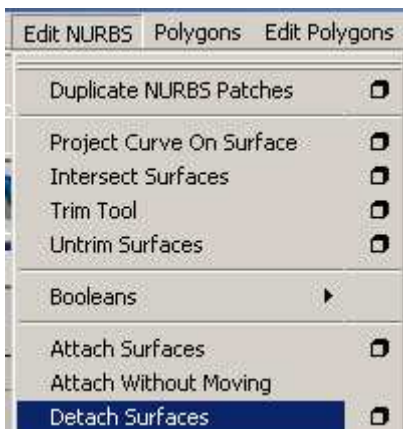 Edit NURBS Polygons Edit Polygons
Duplicate NURBS Patches
Project Curve On Surface
Intersect Surfaces
Trim Tool
Untrim Surfaces
Booleans
Attach Surfaces
Attach Without Moving
Detach Surfaces